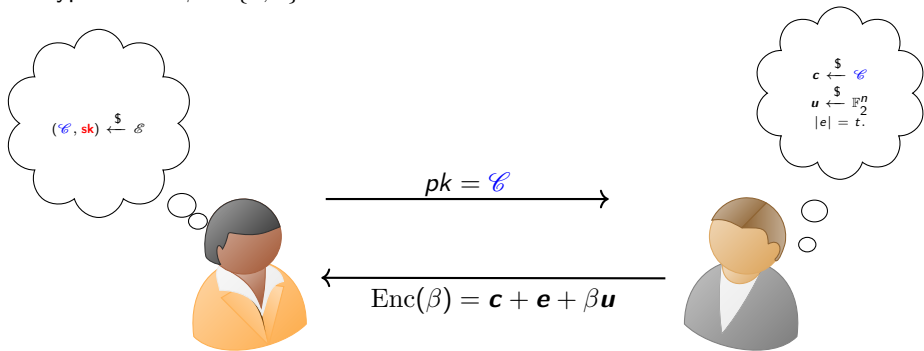 (𝒞, sk) $← ℰ
c $← 𝒞
u $← 𝔽₂ⁿ
|e| = t.
pk = 𝒞
Enc(β) = c + e + βu